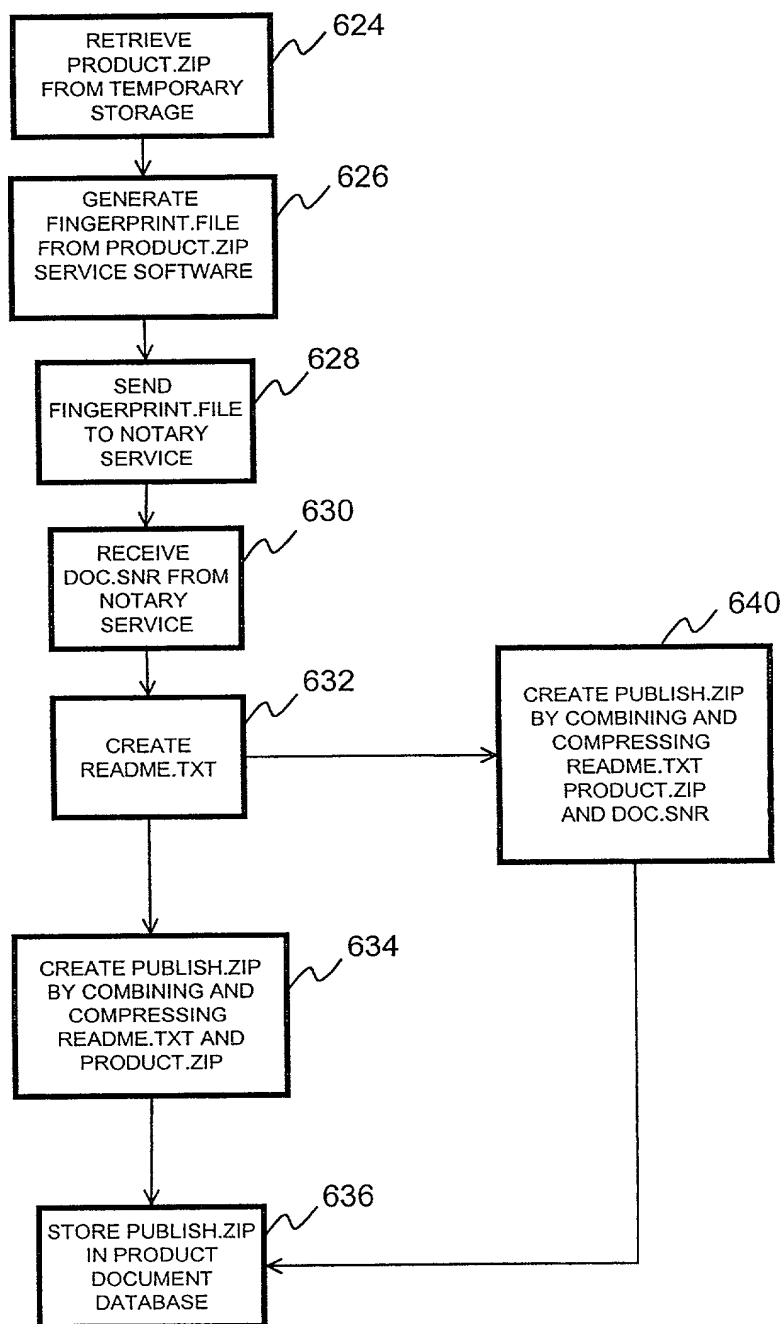 624
RETRIEVE
PRODUCT.ZIP
FROM TEMPORARY
STORAGE
626
GENERATE
FINGERPRINT.FILE
FROM PRODUCT.ZIP
SERVICE SOFTWARE
628
SEND
FINGERPRINT.FILE
TO NOTARY
SERVICE
630
RECEIVE
DOC.SNR FROM
NOTARY
SERVICE
632
CREATE
README.TXT
640
CREATE PUBLISH.ZIP
BY COMBINING AND
COMPRESSING
README.TXT
PRODUCT.ZIP
AND DOC.SNR
634
CREATE PUBLISH.ZIP
BY COMBINING AND
COMPRESSING
README.TXT AND
PRODUCT.ZIP
636
STORE PUBLISH.ZIP
IN PRODUCT
DOCUMENT
DATABASE